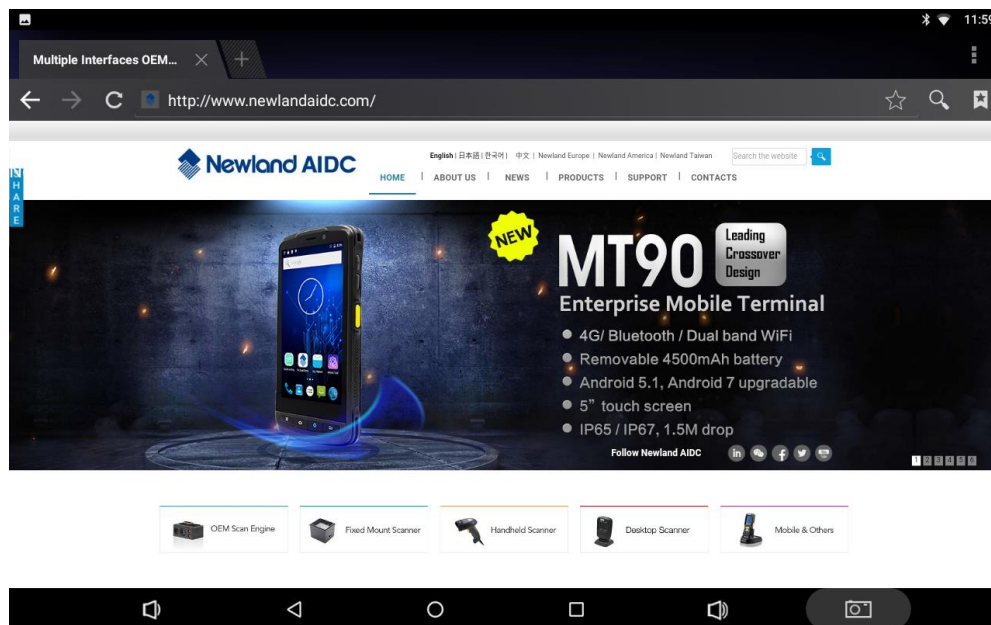 11:59
Multiple Interfaces OEM...
http://www.newlandaidc.com/
Newland AIDC
English | 日本語 | 한국어 | 中文 | Newland Europe | Newland America | Newland Taiwan
Search the website
HOME | ABOUT US | NEWS | PRODUCTS | SUPPORT | CONTACTS
SHARE
NEW
MT90
Leading
Crossover
Design
Enterprise Mobile Terminal
4G/ Bluetooth / Dual band WiFi
Removable 4500mAh battery
Android 5.1, Android 7 upgradable
5” touch screen
IP65 / IP67, 1.5M drop
Follow Newland AIDC
1 2 3 4 5 6
OEM Scan Engine
Fixed Mount Scanner
Handheld Scanner
Desktop Scanner
Mobile & Others